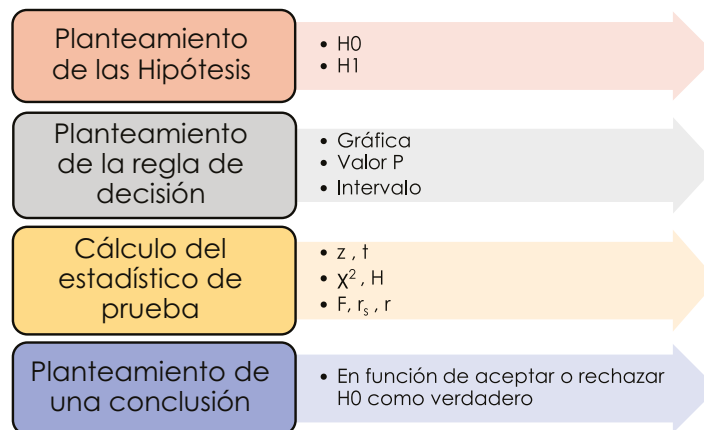 Planteamiento
de las Hipótesis
• H0
• H1
Planteamiento
de la regla de
decisión
• Gráfica
• Valor P
• Intervalo
Cálculo del
estadístico de
prueba
• z , t
• χ² , H
• F, rₛ , r
Planteamiento de
una conclusión
• En función de aceptar o rechazar
H0 como verdadero